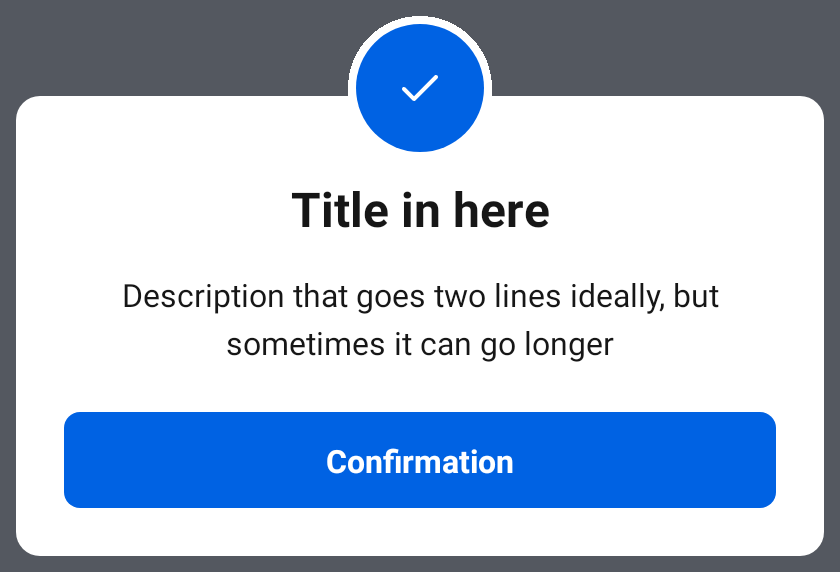 Title in here
Description that goes two lines ideally, but
sometimes it can go longer
Confirmation